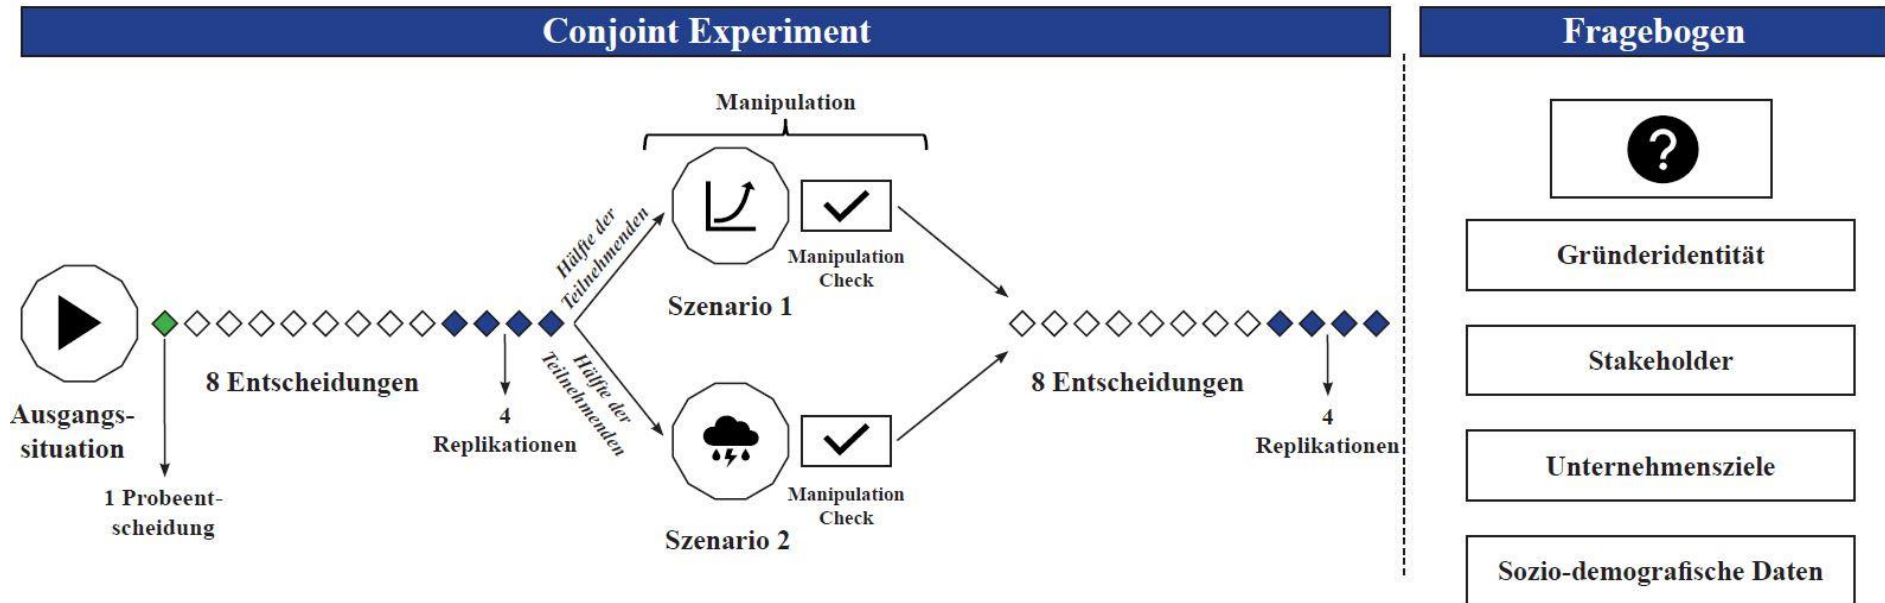 Conjoint Experiment
Fragebogen
Manipulation
Hälfte der
Teilnehmenden
Manipulation
Check
Szenario 1
Ausgangs-
situation
1 Probeent-
scheidung
8 Entscheidungen
4
Replikationen
Hälfte der
Teilnehmenden
Manipulation
Check
Szenario 2
8 Entscheidungen
4
Replikationen
?
Gründeridentität
Stakeholder
Unternehmensziele
Sozio-demografische Daten